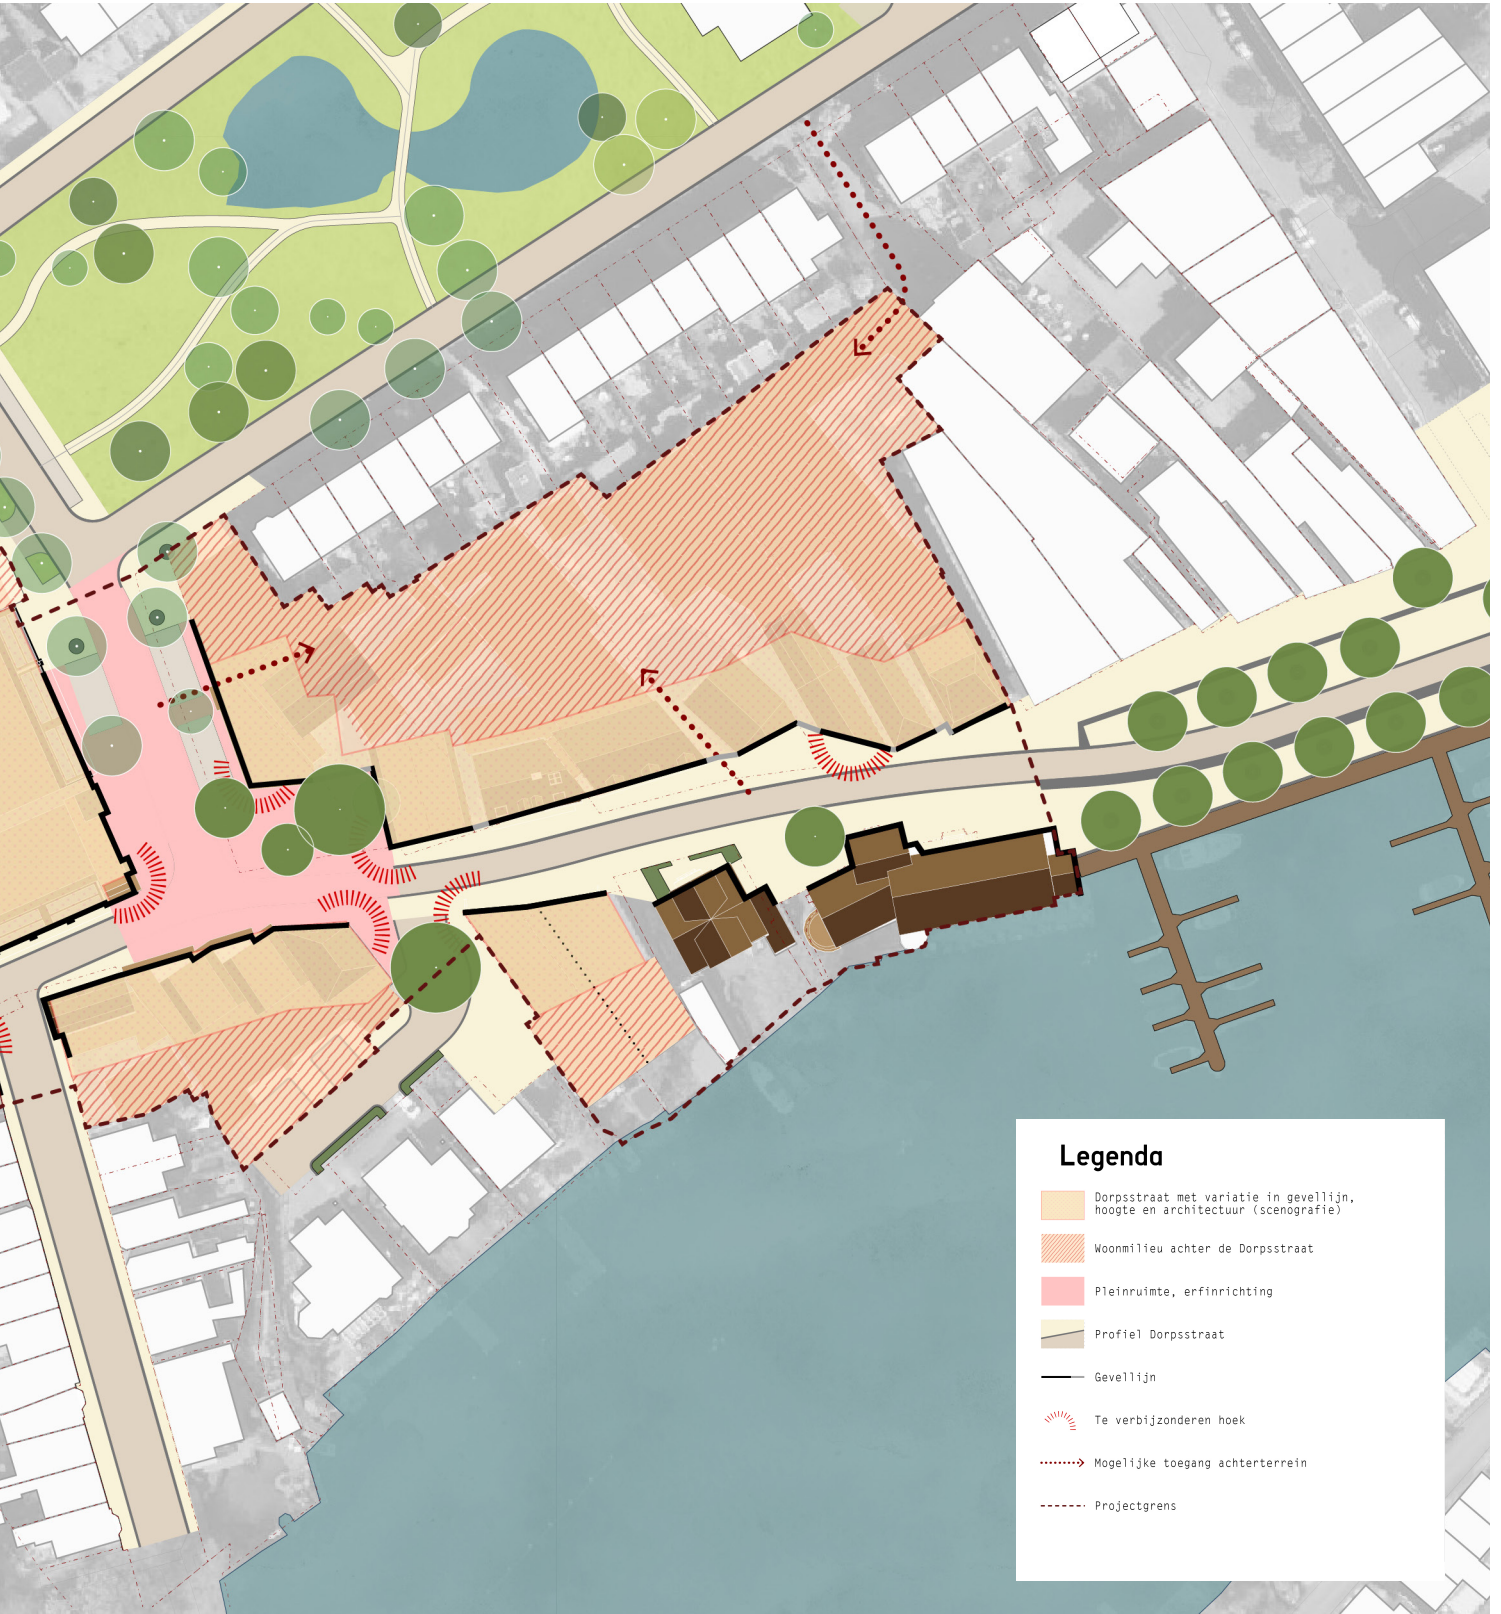 Legenda
Dorpsstraat met variatie in gevellijn,
hoogte en architectuur (scenografie)
Woonmilieu achter de Dorpsstraat
Pleinruimte, erfinrichting
Profiel Dorpsstraat
Gevellijn
Te verbijzonderen hoek
Mogelijke toegang achterterrein
Projectgrens